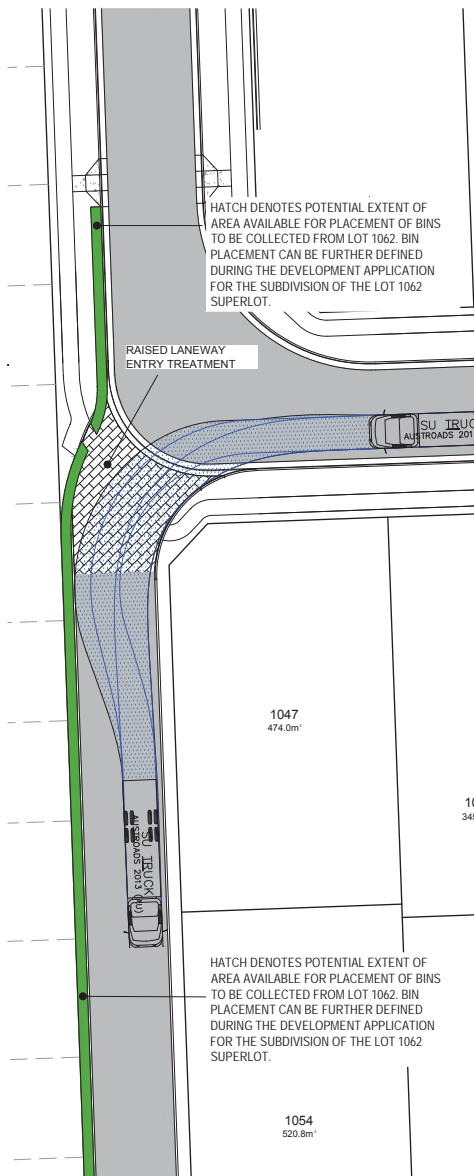 HATCH DENOTES POTENTIAL EXTENT OF
AREA AVAILABLE FOR PLACEMENT OF BINS
TO BE COLLECTED FROM LOT 1062. BIN
PLACEMENT CAN BE FURTHER DEFINED
DURING THE DEVELOPMENT APPLICATION
FOR THE SUBDIVISION OF THE LOT 1062
SUPERLOT.
RAISED LANEWAY
ENTRY TREATMENT
SU TRUC
AUSTROADS 201
1047
474.0m²
10
345
SU TRUCK
AUSTROADS 2013 (AU)
HATCH DENOTES POTENTIAL EXTENT OF
AREA AVAILABLE FOR PLACEMENT OF BINS
TO BE COLLECTED FROM LOT 1062. BIN
PLACEMENT CAN BE FURTHER DEFINED
DURING THE DEVELOPMENT APPLICATION
FOR THE SUBDIVISION OF THE LOT 1062
SUPERLOT.
1054
520.8m²